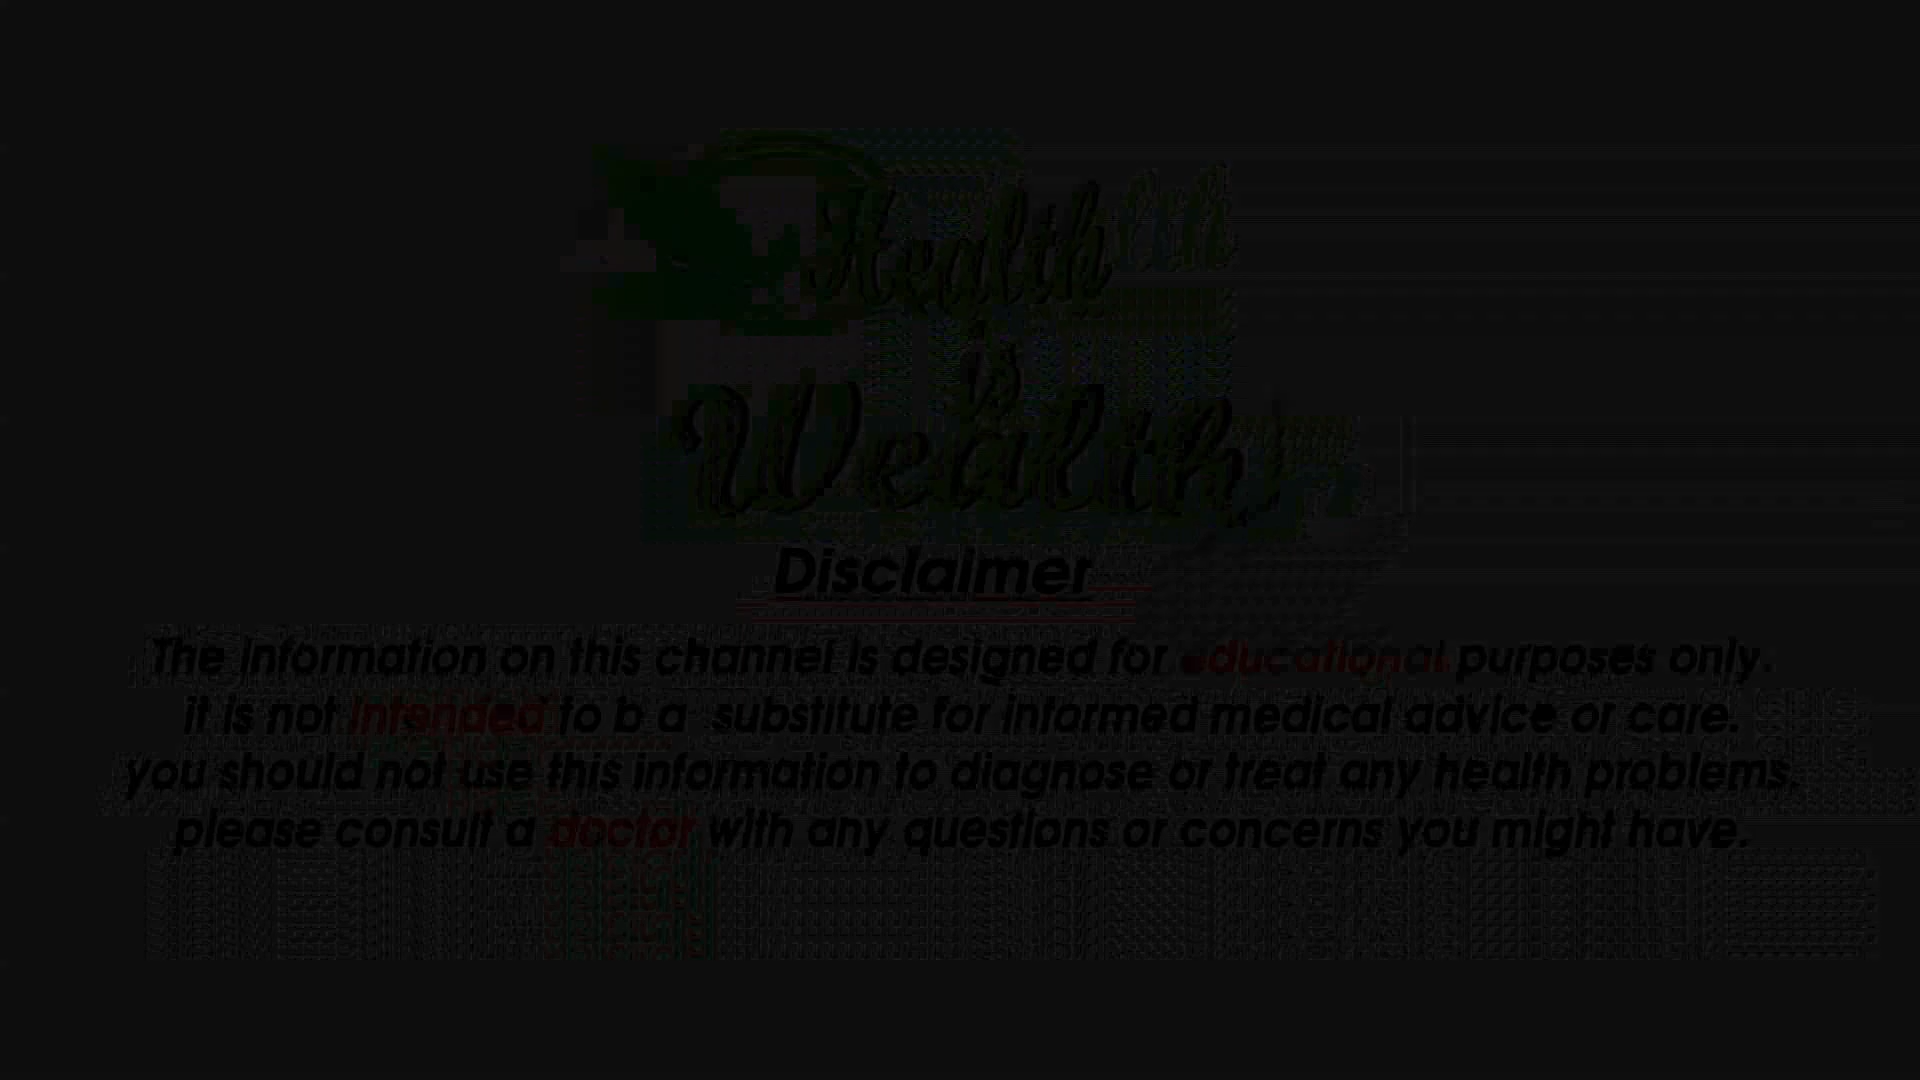 Health
is
Wealth
Disclaimer
The information on this channel is designed for educational purposes only.
it is not intended to b a substitute for informed medical advice or care.
you should not use this information to diagnose or treat any health problems.
please consult a doctor with any questions or concerns you might have.